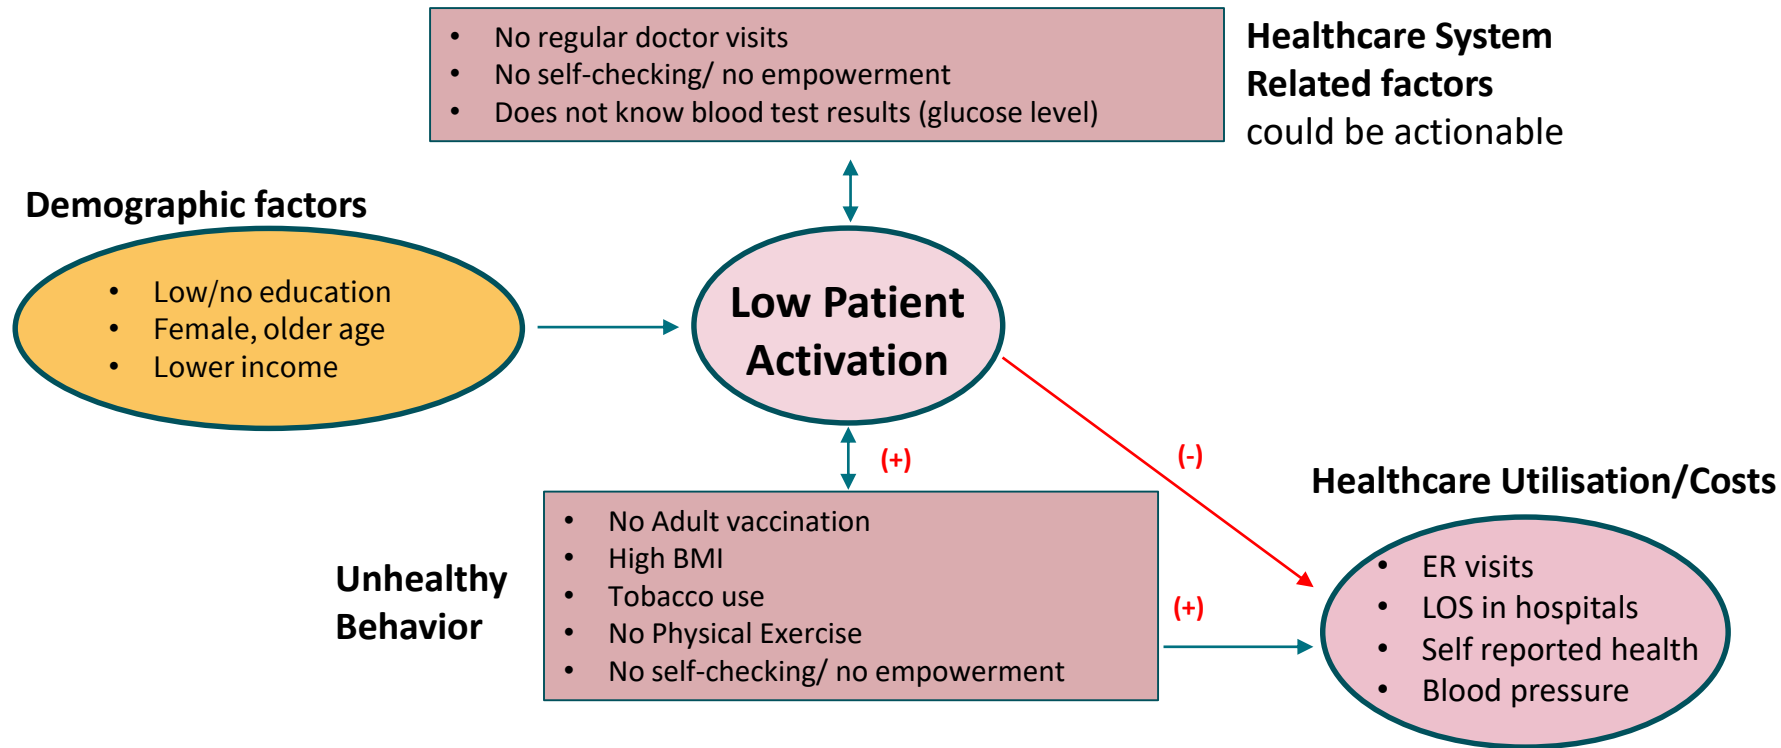 • No regular doctor visits
• No self-checking/ no empowerment
• Does not know blood test results (glucose level)
Healthcare System
Related factors
could be actionable
Demographic factors
• Low/no education
• Female, older age
• Lower income
Low Patient
Activation
(+)
(-)
Unhealthy
Behavior
• No Adult vaccination
• High BMI
• Tobacco use
• No Physical Exercise
• No self-checking/ no empowerment
(+)
Healthcare Utilisation/Costs
• ER visits
• LOS in hospitals
• Self reported health
• Blood pressure